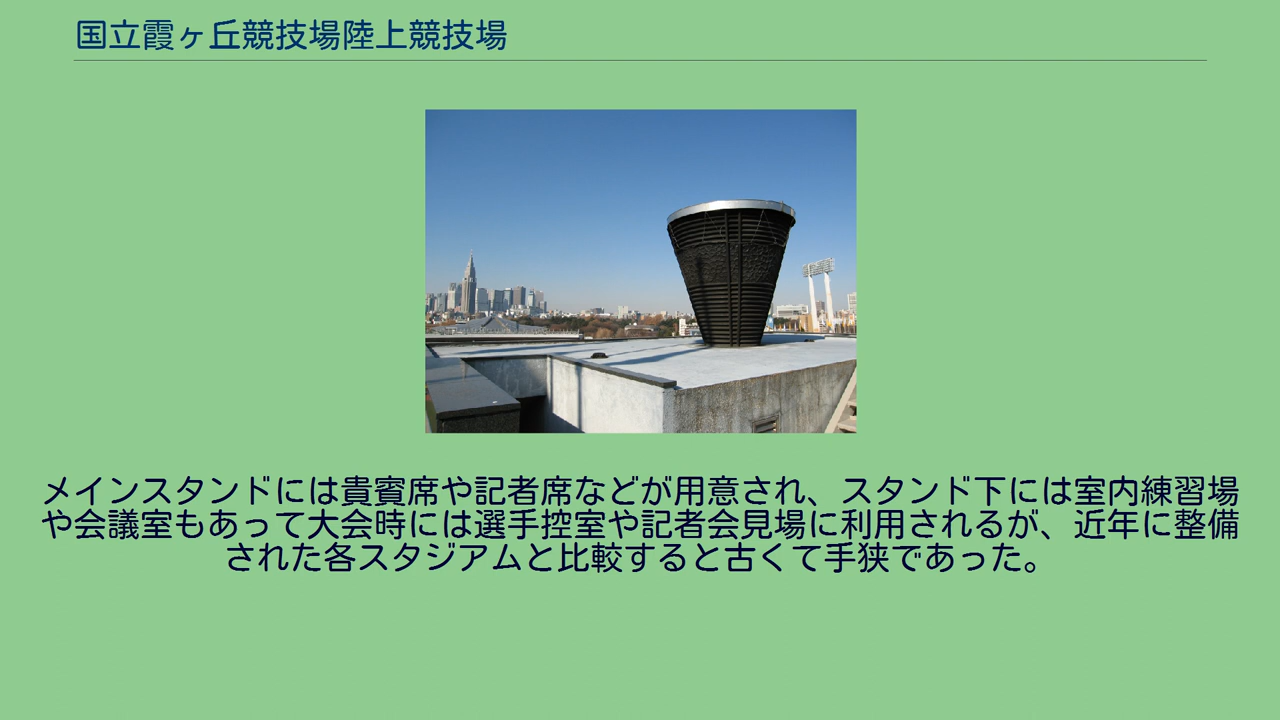 国立霞ヶ丘競技場陸上競技場
メインスタンドには貴賓席や記者席などが用意され、スタンド下には室内練習場
や会議室もあって大会時には選手控室や記者会見場に利用されるが、近年に整備
された各スタジアムと比較すると古くて手狭であった。